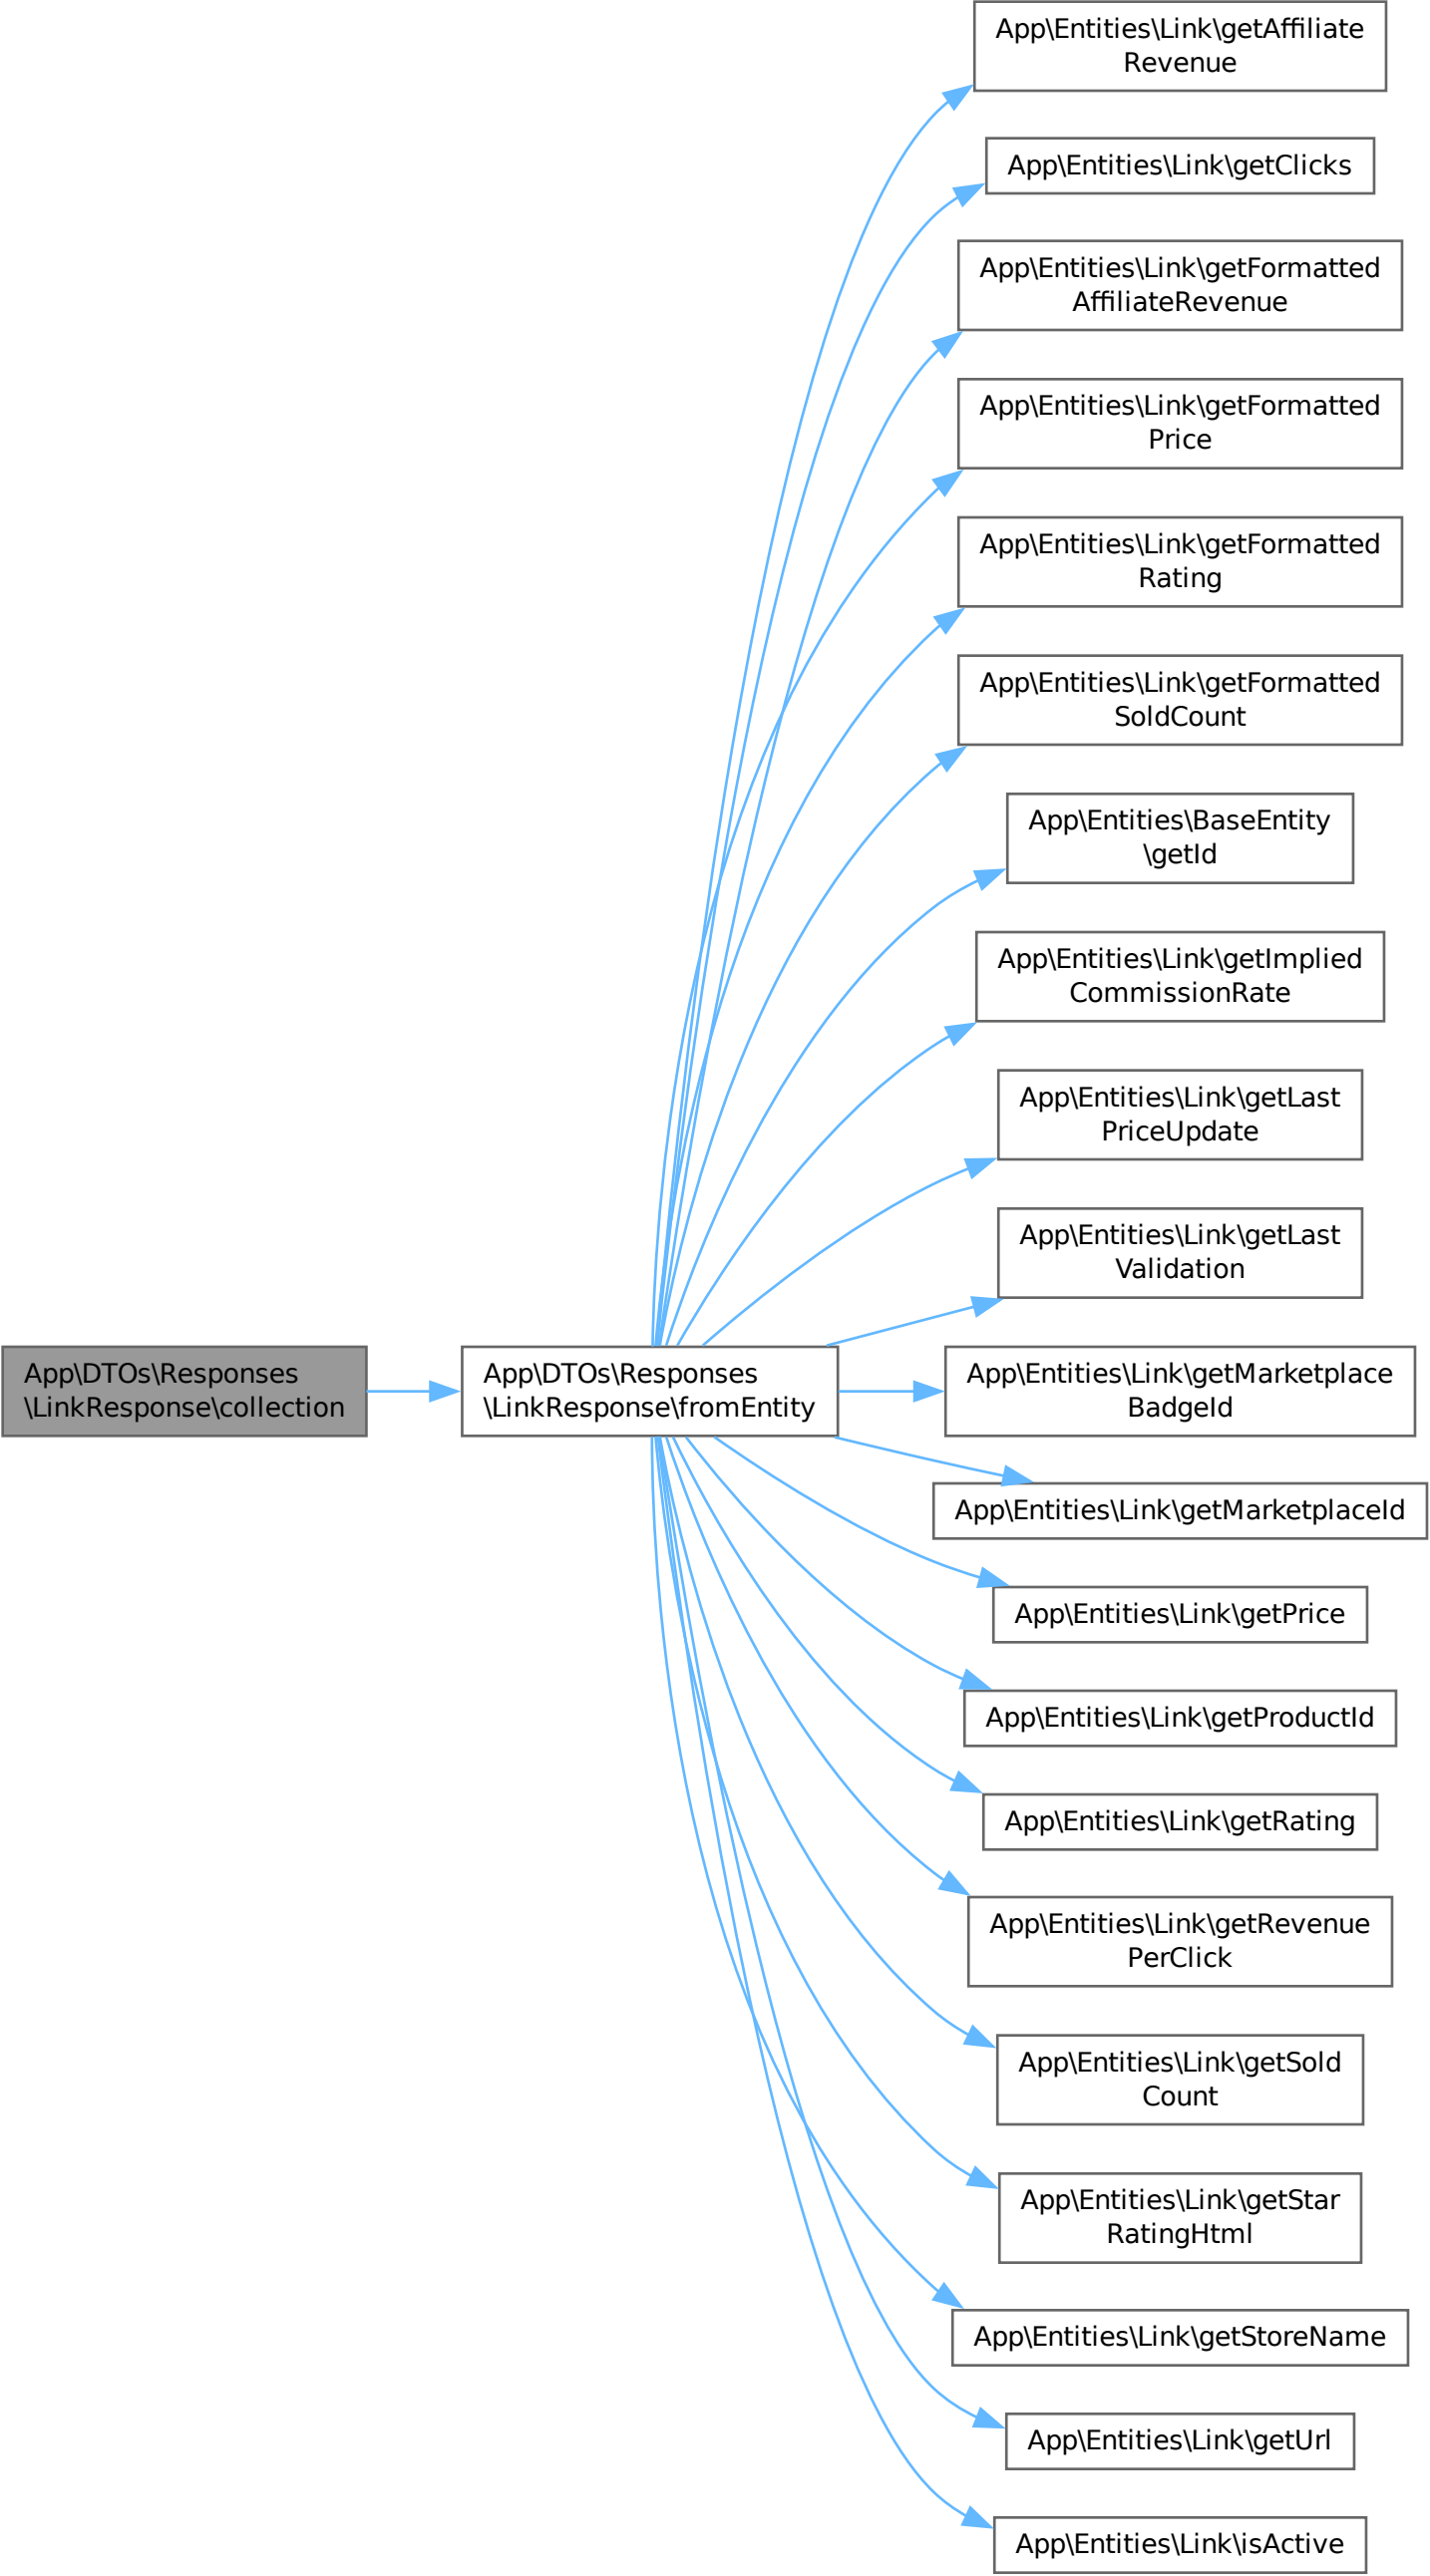 App\Entities\Link\getAffiliate
Revenue
App\Entities\Link\getClicks
App\Entities\Link\getFormatted
AffiliateRevenue
App\Entities\Link\getFormatted
Price
App\Entities\Link\getFormatted
Rating
App\Entities\Link\getFormatted
SoldCount
App\Entities\BaseEntity
\getId
App\Entities\Link\getImplied
CommissionRate
App\Entities\Link\getLast
PriceUpdate
App\Entities\Link\getLast
Validation
App\DTOs\Responses
\LinkResponse\collection
App\DTOs\Responses
\LinkResponse\fromEntity
App\Entities\Link\getMarketplace
BadgeId
App\Entities\Link\getMarketplaceId
App\Entities\Link\getPrice
App\Entities\Link\getProductId
App\Entities\Link\getRating
App\Entities\Link\getRevenue
PerClick
App\Entities\Link\getSold
Count
App\Entities\Link\getStar
RatingHtml
App\Entities\Link\getStoreName
App\Entities\Link\getUrl
App\Entities\Link\isActive